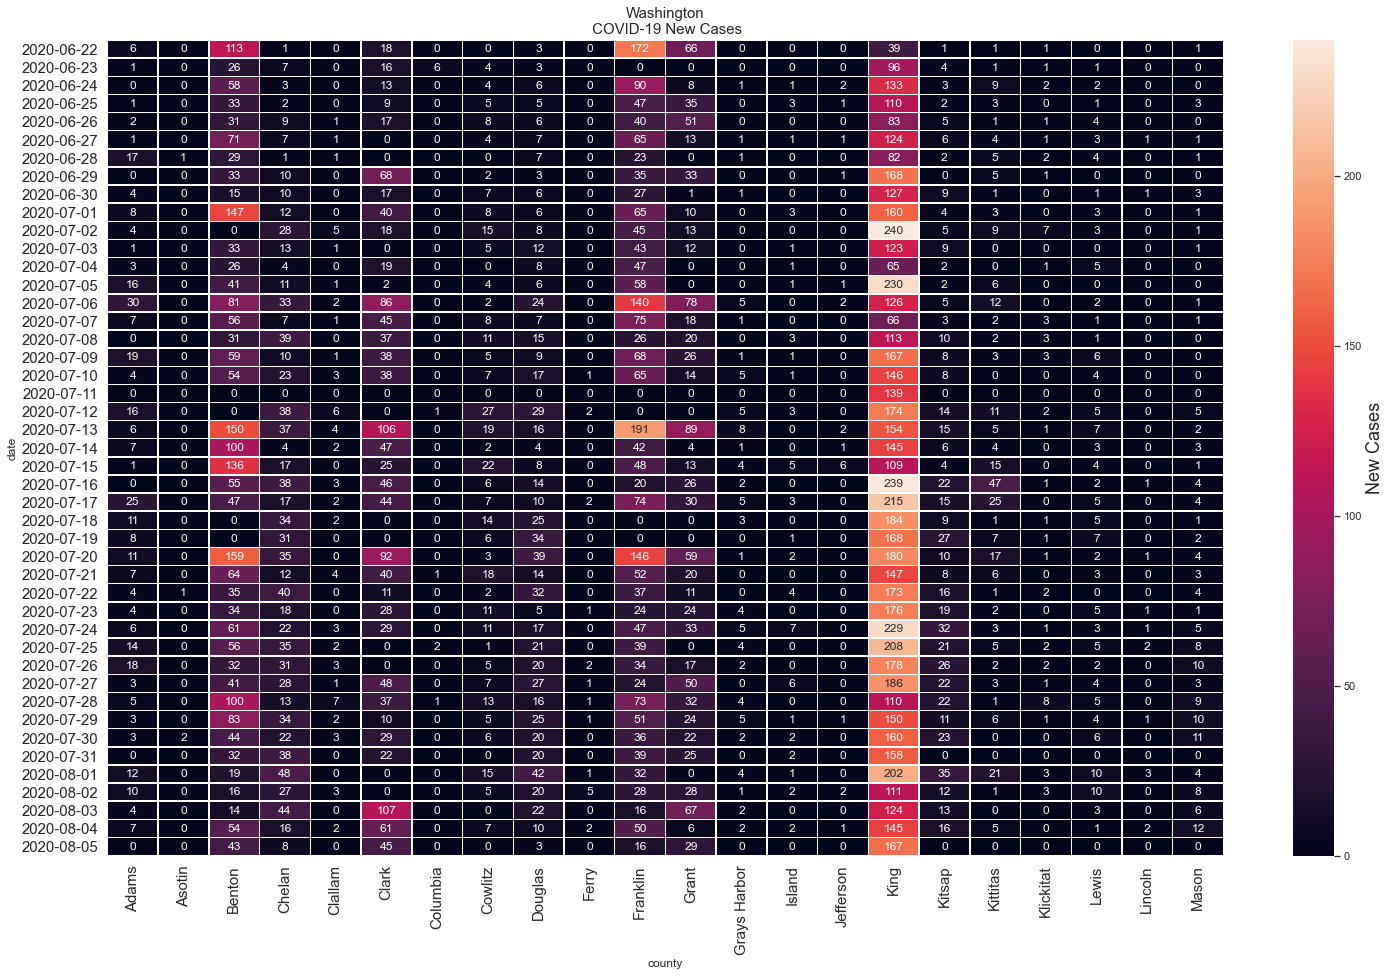 Washington
COVID-19 New Cases
2020-06-22 6 0 113 1 0 18 0 0 3 0 172 66 0 0 0 39 1 1 1 0 0 1
2020-06-23 1 0 26 7 0 16 6 4 3 0 0 0 0 0 0 96 4 1 1 1 0 0
2020-06-24 0 0 58 3 0 13 0 4 6 0 90 8 1 1 2 133 3 9 2 2 0 0
2020-06-25 1 0 33 2 0 9 0 5 5 0 47 35 0 3 1 110 2 3 0 1 0 3
2020-06-26 2 0 31 9 1 17 0 8 6 0 40 51 0 0 0 83 5 1 1 4 0 0
2020-06-27 1 0 71 7 1 0 0 4 7 0 65 13 1 1 1 124 6 4 1 3 1 1
2020-06-28 17 1 29 1 1 0 0 0 7 0 23 0 1 0 0 82 2 5 2 4 0 1
2020-06-29 0 0 33 10 0 68 0 2 3 0 35 33 0 0 1 168 0 5 1 0 0 0
2020-06-30 4 0 15 10 0 17 0 7 6 0 27 1 1 0 0 127 9 1 0 1 1 3
2020-07-01 8 0 147 12 0 40 0 8 6 0 65 10 0 3 0 160 4 3 0 3 0 1
2020-07-02 4 0 0 28 5 18 0 15 8 0 45 13 0 0 0 240 5 9 7 3 0 1
2020-07-03 1 0 33 13 1 0 0 5 12 0 43 12 0 1 0 123 9 0 0 0 0 0
2020-07-04 3 0 26 4 0 19 0 0 8 0 47 0 0 1 0 65 2 0 1 5 0 0
2020-07-05 16 0 41 11 1 2 0 4 6 0 58 0 0 1 1 230 2 6 0 0 0 0
2020-07-06 30 0 81 33 2 86 0 2 24 0 140 78 5 0 2 126 5 12 0 2 0 1
2020-07-07 7 0 56 7 1 45 0 8 7 0 75 18 1 0 0 66 3 2 3 1 0 1
2020-07-08 0 0 31 39 0 37 0 11 15 0 26 20 0 3 0 113 10 2 3 1 0 0
2020-07-09 19 0 59 10 1 38 0 5 9 0 68 26 1 1 0 167 8 3 3 6 0 0
2020-07-10 4 0 54 23 3 38 0 7 17 1 65 14 5 1 0 146 8 0 0 4 0 0
2020-07-11 0 0 0 0 0 0 0 0 0 0 0 0 0 0 0 139 0 0 0 0 0 0
2020-07-12 16 0 0 38 6 0 1 27 29 2 0 0 5 3 0 174 14 11 2 5 0 5
2020-07-13 6 0 150 37 4 106 0 19 16 0 191 89 8 0 2 154 15 5 1 7 0 2
2020-07-14 7 0 100 4 2 47 0 2 4 0 42 4 1 0 1 145 6 4 0 3 0 3
2020-07-15 1 0 136 17 0 25 0 22 8 0 48 13 4 5 6 109 4 15 0 4 0 1
2020-07-16 0 0 55 38 3 46 0 6 14 0 20 26 2 0 0 239 22 47 1 2 1 4
2020-07-17 25 0 47 17 2 44 0 7 10 2 74 30 5 3 0 215 15 25 0 5 0 4
2020-07-18 11 0 0 34 2 0 0 14 25 0 0 0 3 0 0 184 9 1 1 5 0 1
2020-07-19 8 0 0 31 0 0 0 6 34 0 0 0 0 1 0 168 27 7 1 7 0 2
2020-07-20 11 0 159 35 0 92 0 3 39 0 146 59 1 2 0 180 10 17 1 2 1 4
2020-07-21 7 0 64 12 4 40 1 18 14 0 52 20 0 0 0 147 8 6 0 3 0 3
2020-07-22 4 1 35 40 0 11 0 2 32 0 37 11 0 4 0 173 16 1 2 0 0 4
2020-07-23 4 0 34 18 0 28 0 11 5 1 24 24 4 0 0 176 19 2 0 5 1 1
2020-07-24 6 0 61 22 3 29 0 11 17 0 47 33 5 7 0 229 32 3 1 3 1 5
2020-07-25 14 0 56 35 2 0 2 1 21 0 39 0 4 0 0 208 21 5 2 5 2 8
2020-07-26 18 0 32 31 3 0 0 5 20 2 34 17 2 0 0 178 26 2 2 2 0 10
2020-07-27 3 0 41 28 1 48 0 7 27 1 24 50 0 6 0 186 22 3 1 4 0 3
2020-07-28 5 0 100 13 7 37 1 13 16 1 73 32 4 0 0 110 22 1 8 5 0 9
2020-07-29 3 0 83 34 2 10 0 5 25 1 51 24 5 1 1 150 11 6 1 4 1 10
2020-07-30 3 2 44 22 3 29 0 6 20 0 36 22 2 2 0 160 23 0 0 6 0 11
2020-07-31 0 0 32 38 0 22 0 0 20 0 39 25 0 2 0 158 0 0 0 0 0 0
2020-08-01 12 0 19 48 0 0 0 15 42 1 32 0 4 1 0 202 35 21 3 10 3 4
2020-08-02 10 0 16 27 3 0 0 5 20 5 28 28 1 2 2 111 12 1 3 10 0 8
2020-08-03 4 0 14 44 0 107 0 0 22 0 16 67 2 0 0 124 13 0 0 3 0 6
2020-08-04 7 0 54 16 2 61 0 7 10 2 50 6 2 2 1 145 16 5 0 1 2 12
2020-08-05 0 0 43 8 0 45 0 0 3 0 16 29 0 0 0 167 0 0 0 0 0 0
date
Adams Asotin Benton Chelan Clallam Clark Columbia Cowlitz Douglas Ferry Franklin Grant Grays Harbor Island Jefferson King Kitsap Kittitas Klickitat Lewis Lincoln Mason
county
200
150
100
50
0
New Cases